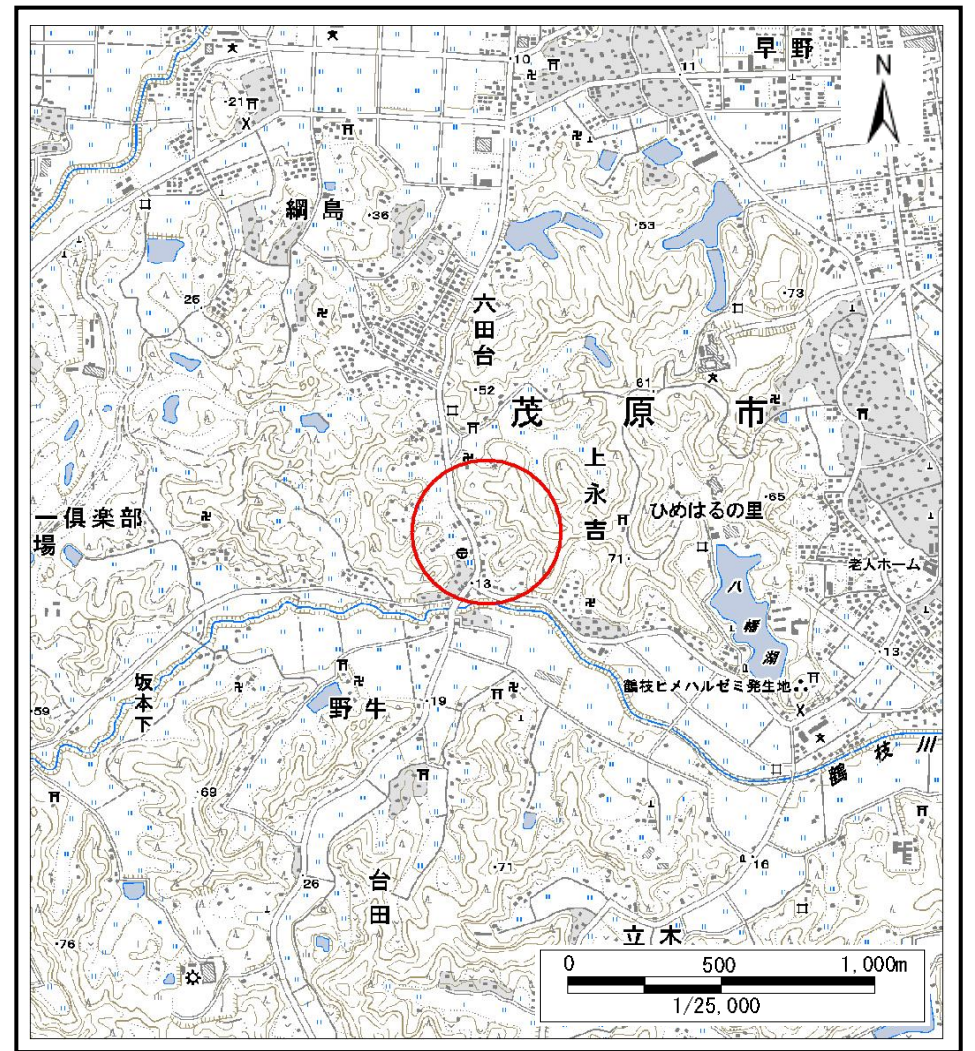 早野
N
10
11
21
綱島
36
53
25
六田台
73
50
52
61
茂原市
上永吉
65
ひめはるの里
一倶楽部
場
71
老人ホーム
13
八幡湖
13
坂本下
鶴枝ヒメハルゼミ発生地
59
野牛
19
鶴枝川
69
16
71
26
台田
立木
76
0 500 1,000m
1/25,000